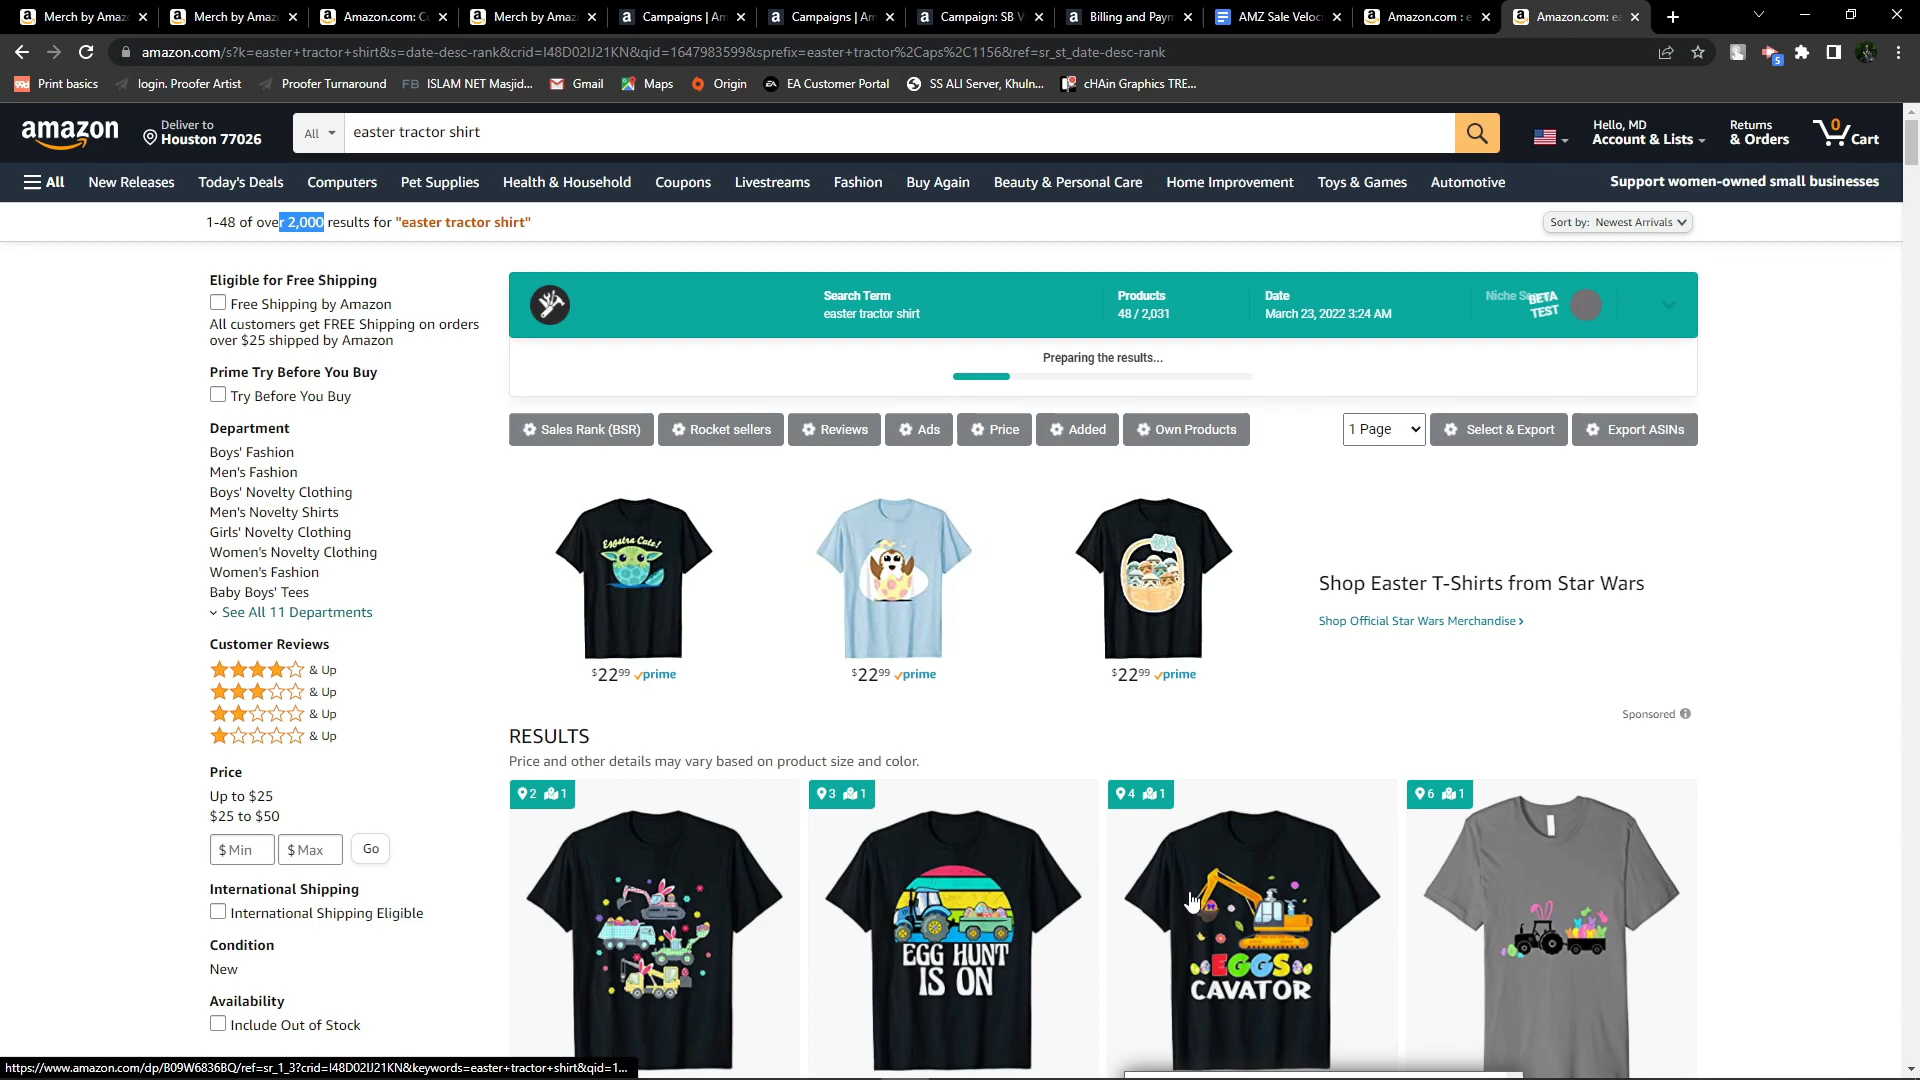 Merch by Amaz
Merch by Amaz
Amazon.com: C
Merch by Amaz
Campaigns | Am
Campaigns | Am
Campaign: SB V
Billing and Paym
AMZ Sale Veloci
Amazon.com : e
Amazon.com: ea
amazon.com/s?k=easter+tractor+shirt&s=date-desc-rank&crid=I48D02IJ21KN&qid=1647983599&sprefix=easter+tractor%2Caps%2C1156&ref=sr_st_date-desc-rank
5
Print basics
login. Proofer Artist
Proofer Turnaround
FB ISLAM NET Masjid...
Gmail
Maps
Origin
EA Customer Portal
SS ALI Server, Khuln...
cHAin Graphics TRE...
amazon
Deliver to
Houston 77026
All
easter tractor shirt
Hello, MD
Account & Lists
Returns
& Orders
0
Cart
All
New Releases
Today's Deals
Computers
Pet Supplies
Health & Household
Coupons
Livestreams
Fashion
Buy Again
Beauty & Personal Care
Home Improvement
Toys & Games
Automotive
Support women-owned small businesses
1-48 of over 2,000 results for "easter tractor shirt"
Sort by: Newest Arrivals
Eligible for Free Shipping
Free Shipping by Amazon
All customers get FREE Shipping on orders
over $25 shipped by Amazon
Prime Try Before You Buy
Try Before You Buy
Department
Boys' Fashion
Men's Fashion
Boys' Novelty Clothing
Men's Novelty Shirts
Girls' Novelty Clothing
Women's Novelty Clothing
Women's Fashion
Baby Boys' Tees
See All 11 Departments
Customer Reviews
& Up
& Up
& Up
& Up
Price
Up to $25
$25 to $50
$ Min
$ Max
Go
International Shipping
International Shipping Eligible
Condition
New
Availability
Include Out of Stock
Search Term
easter tractor shirt
Products
48 / 2,031
Date
March 23, 2022 3:24 AM
Niche
BETA
TEST
Preparing the results...
Sales Rank (BSR)
Rocket sellers
Reviews
Ads
Price
Added
Own Products
1 Page
Select & Export
Export ASINs
Eggstra Cute!
$22 99 prime
$22 99 prime
$22 99 prime
Shop Easter T-Shirts from Star Wars
Shop Official Star Wars Merchandise ›
Sponsored
RESULTS
Price and other details may vary based on product size and color.
2 1
3 1
4 1
6 1
EGG HUNT
IS ON
EGGS
CAVATOR
https://www.amazon.com/dp/B09W6836BQ/ref=sr_1_3?crid=I48D02IJ21KN&keywords=easter+tractor+shirt&qid=1...